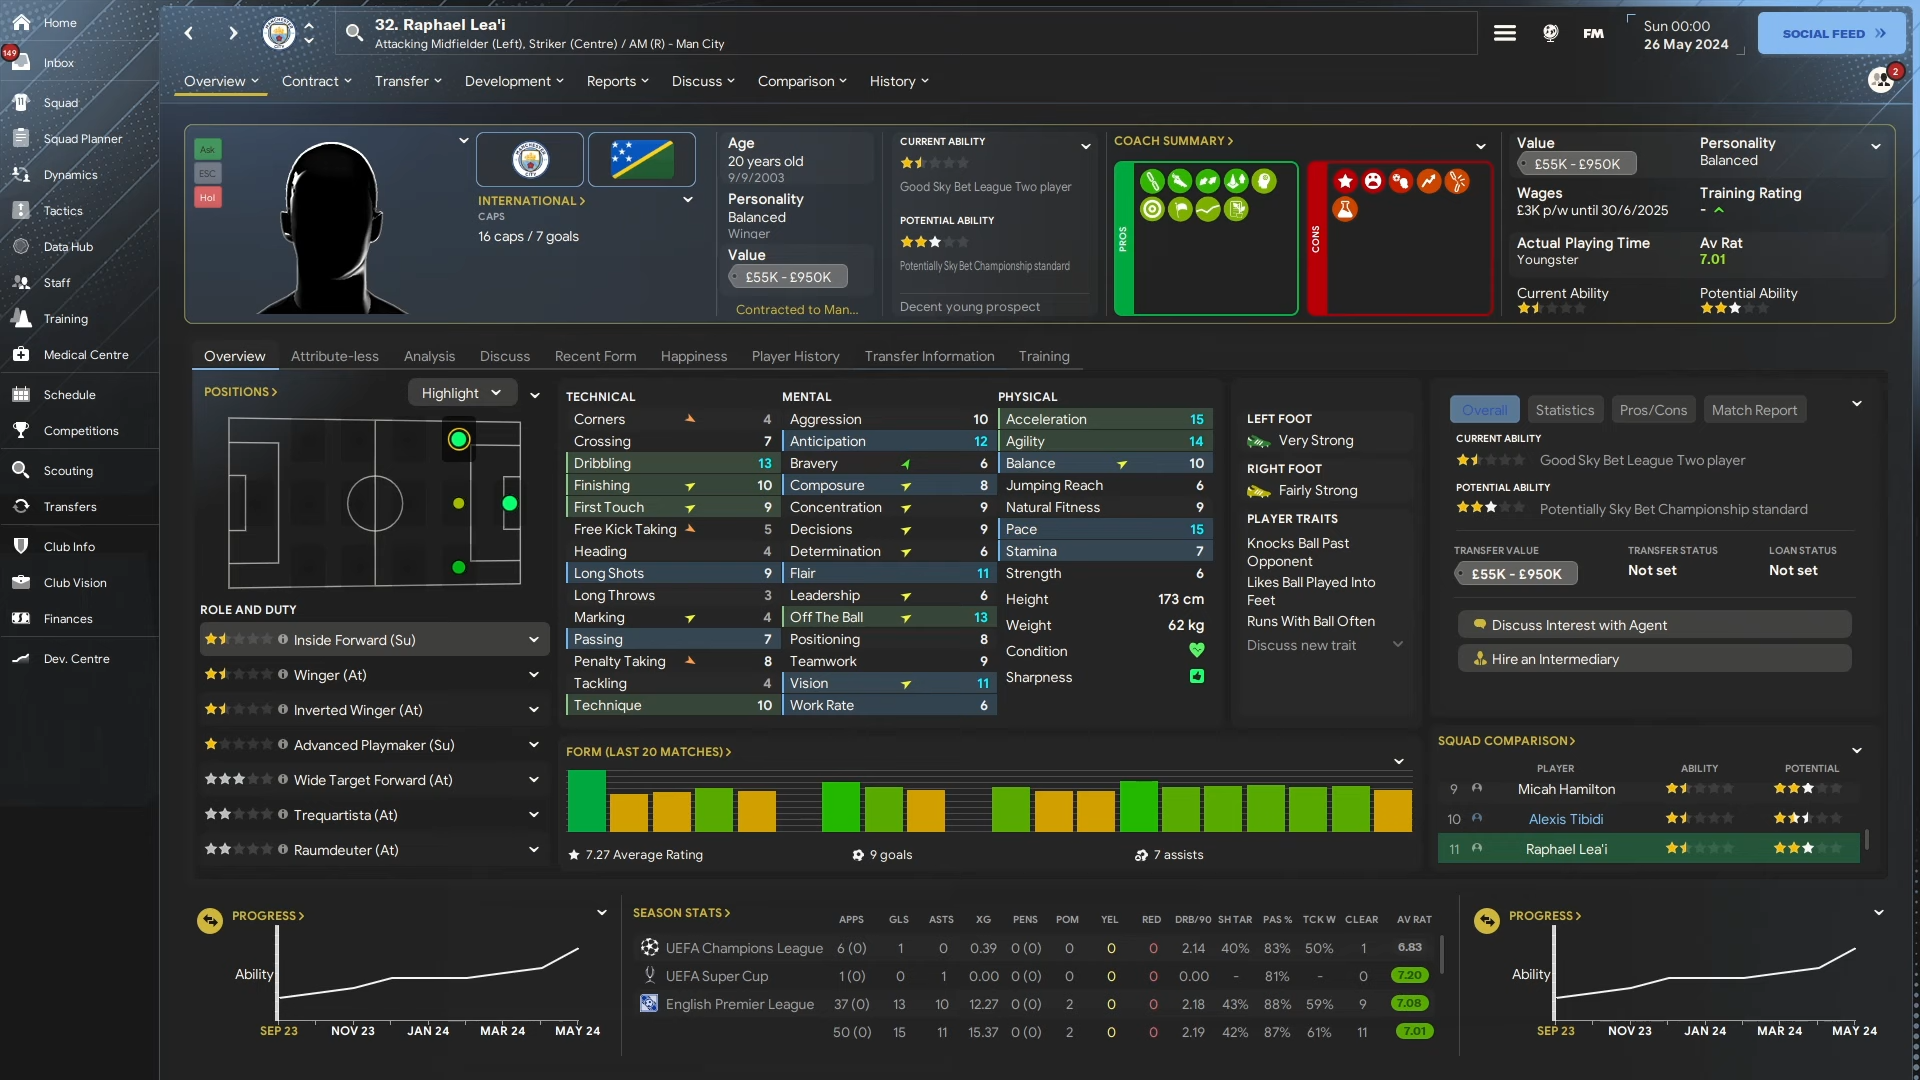 Home
149
Inbox
Squad
Squad Planner
Dynamics
Tactics
Data Hub
Staff
Training
Medical Centre
Schedule
Competitions
Scouting
Transfers
Club Info
Club Vision
Finances
Dev. Centre
32. Raphael Lea'i
Attacking Midfielder (Left), Striker (Centre) / AM (R) - Man City
FM
Sun 00:00
26 May 2024
SOCIAL FEED
2
Overview Contract Transfer Development Reports Discuss Comparison History
Ask
ESC
Hol
INTERNATIONAL >
CAPS
16 caps / 7 goals
Age
20 years old
9/9/2003
Personality
Balanced
Winger
Value
£55K - £950K
Contracted to Man...
CURRENT ABILITY
Good Sky Bet League Two player
POTENTIAL ABILITY
Potentially Sky Bet Championship standard
Decent young prospect
COACH SUMMARY >
PROS
CONS
Value
£55K - £950K
Wages
£3K p/w until 30/6/2025
Actual Playing Time
Youngster
Current Ability
Personality
Balanced
Training Rating
-
Av Rat
7.01
Potential Ability
Overview Attribute-less Analysis Discuss Recent Form Happiness Player History Transfer Information Training
POSITIONS >
Highlight
ROLE AND DUTY
Inside Forward (Su)
Winger (At)
Inverted Winger (At)
Advanced Playmaker (Su)
Wide Target Forward (At)
Trequartista (At)
Raumdeuter (At)
TECHNICAL
Corners 4
Crossing 7
Dribbling 13
Finishing 10
First Touch 9
Free Kick Taking 5
Heading 4
Long Shots 9
Long Throws 3
Marking 4
Passing 7
Penalty Taking 8
Tackling 4
Technique 10
MENTAL
Aggression 10
Anticipation 12
Bravery 6
Composure 8
Concentration 9
Decisions 9
Determination 6
Flair 11
Leadership 6
Off The Ball 13
Positioning 8
Teamwork 9
Vision 11
Work Rate 6
PHYSICAL
Acceleration 15
Agility 14
Balance 10
Jumping Reach 6
Natural Fitness 9
Pace 15
Stamina 7
Strength 6
Height 173 cm
Weight 62 kg
Condition
Sharpness
LEFT FOOT
Very Strong
RIGHT FOOT
Fairly Strong
PLAYER TRAITS
Knocks Ball Past
Opponent
Likes Ball Played Into
Feet
Runs With Ball Often
Discuss new trait
Overall Statistics Pros/Cons Match Report
CURRENT ABILITY
Good Sky Bet League Two player
POTENTIAL ABILITY
Potentially Sky Bet Championship standard
TRANSFER VALUE TRANSFER STATUS LOAN STATUS
£55K - £950K Not set Not set
Discuss Interest with Agent
Hire an Intermediary
FORM (LAST 20 MATCHES) >
7.27 Average Rating 9 goals 7 assists
SQUAD COMPARISON >
PLAYER ABILITY POTENTIAL
9 Micah Hamilton
10 Alexis Tibidi
11 Raphael Lea'i
PROGRESS >
Ability
SEP 23 NOV 23 JAN 24 MAR 24 MAY 24
SEASON STATS >
APPS GLS ASTS XG PENS POM YEL RED DRB/90 SH TAR PAS % TCK W CLEAR AV RAT
UEFA Champions League 6 (0) 1 0 0.39 0 (0) 0 0 0 2.14 40% 83% 50% 1 6.83
UEFA Super Cup 1 (0) 0 1 0.00 0 (0) 0 0 0 0.00 - 81% - 0 7.20
English Premier League 37 (0) 13 10 12.27 0 (0) 2 0 0 2.18 43% 88% 59% 9 7.08
50 (0) 15 11 15.37 0 (0) 2 0 0 2.19 42% 87% 61% 11 7.01
PROGRESS >
Ability
SEP 23 NOV 23 JAN 24 MAR 24 MAY 24